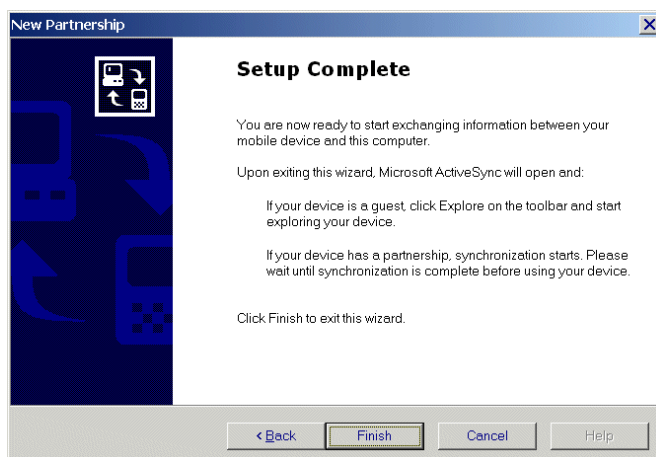 New Partnership
Setup Complete
You are now ready to start exchanging information between your
mobile device and this computer.
Upon exiting this wizard, Microsoft ActiveSync will open and:
If your device is a guest, click Explore on the toolbar and start
exploring your device.
If your device has a partnership, synchronization starts. Please
wait until synchronization is complete before using your device.
Click Finish to exit this wizard.
< Back Finish Cancel Help